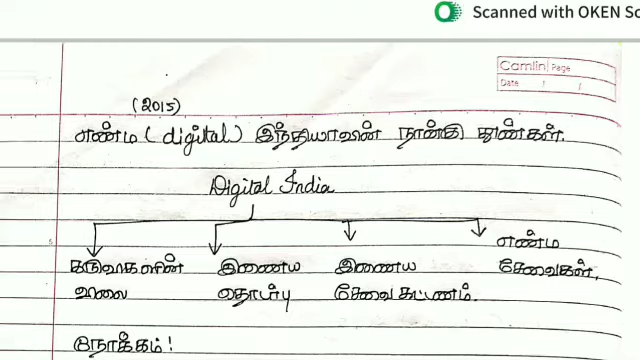 Scanned with OKEN Sc
Camlin Page
Date / /
(2015)
எண்ம (digital) இந்தியாவின் நான்கு தூண்கள்.
Digital India
எண்ம
கருவிகளின் இணைய இணைய சேவைகள்.
வலை தொடர்பு சேவை கட்டணம்.
நோக்கம்!